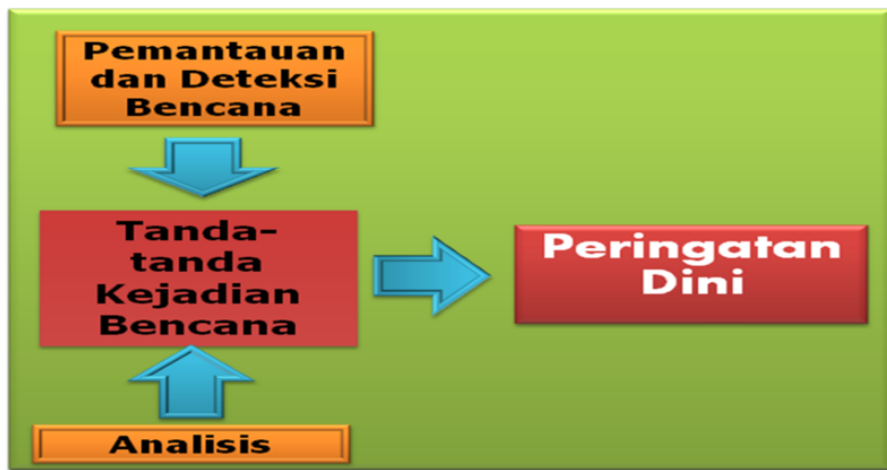 Pemantauan
dan Deteksi
Bencana
Tanda-
tanda
Kejadian
Bencana
Peringatan
Dini
Analisis